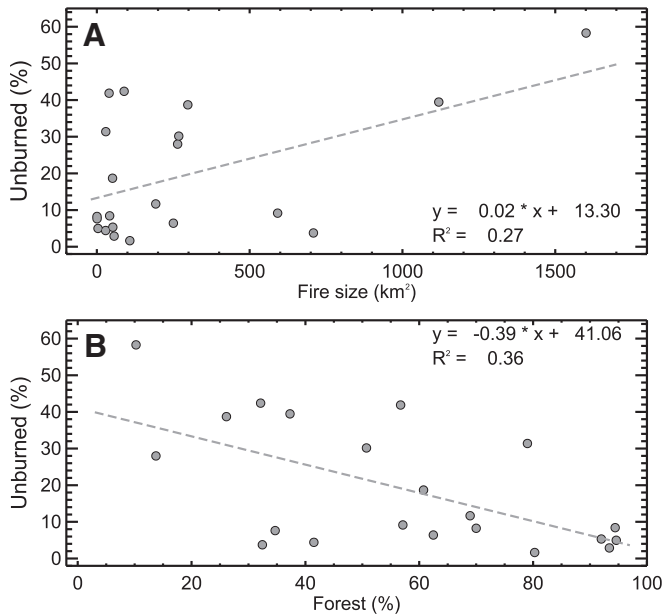 A
Unburned (%)
60
50
40
30
20
10
0
y = 0.02 * x + 13.30
R² = 0.27
0 500 1000 1500
Fire size (km²)
B
Unburned (%)
60
50
40
30
20
10
0
y = -0.39 * x + 41.06
R² = 0.36
0 20 40 60 80 100
Forest (%)